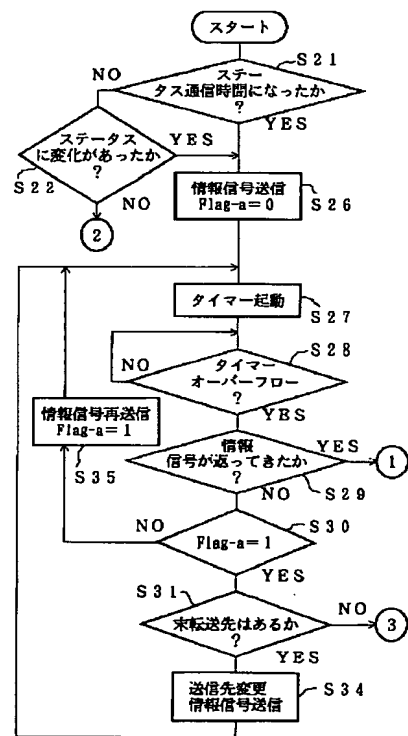 スタート
S21
NO
ステー
タス通信時間になったか
?
YES
ステータス
に変化があったか
?
YES
S22
NO
2
情報信号送信
Flag-a=0
S26
タイマー起動
S27
S28
NO
タイマー
オーバーフロー
?
YES
情報信号再送信
Flag-a=1
S35
情報
信号が返ってきたか
?
YES
1
S29
NO
S30
NO
Flag-a=1
YES
S31
末転送先はあるか
?
NO
3
YES
送信先変更
情報信号送信
S34